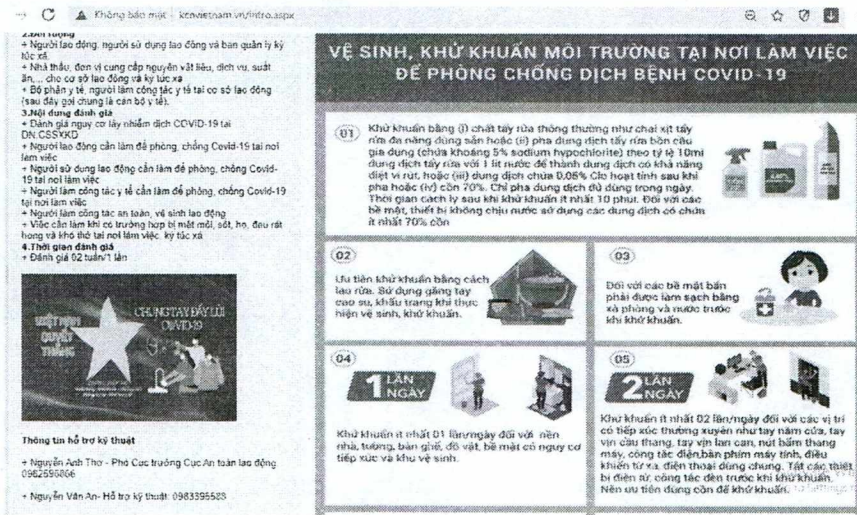 Không bảo mật | kcnvietnam.vn/intro.aspx
2.Đối tượng
+ Người lao động, người sử dụng lao động và ban quản lý ký
túc xá.
+ Nhà thầu, đơn vị cung cấp nguyên vật liệu, dịch vụ, suất
ăn,... cho cơ sở lao động và ký túc xá
+ Bộ phận y tế, người làm công tác y tế tại cơ sở lao động
(sau đây gọi chung là cán bộ y tế).
3.Nội dung đánh giá
+ Đánh giá nguy cơ lây nhiễm dịch COVID-19 tại
DN,CSSXKD
+ Người lao động cần làm để phòng, chống Covid-19 tại nơi
làm việc
+ Người sử dụng lao động cần làm để phòng, chống Covid-
19 tại nơi làm việc
+ Người làm công tác y tế cần làm để phòng, chống Covid-19
tại nơi làm việc
+ Người làm công tác an toàn, vệ sinh lao động
+ Việc cần làm khi có trường hợp bị mệt mỏi, sốt, ho, đau rát
họng và khó thở tại nơi làm việc, ký túc xá
4.Thời gian đánh giá
+ Đánh giá 02 tuần/1 lần
VIỆT NAM
QUYẾT
THẮNG
CHUNG TAY ĐẨY LÙI
COVID-19
Thông tin hỗ trợ kỹ thuật
+ Nguyễn Anh Thơ - Phó Cục trưởng Cục An toàn lao động
+ Nguyễn Văn An- Hỗ trợ kỹ thuật: 0983395583
VỆ SINH, KHỬ KHUẨN MÔI TRƯỜNG TẠI NƠI LÀM VIỆC
ĐỂ PHÒNG CHỐNG DỊCH BỆNH COVID-19
01
Khử khuẩn bằng (i) chất tẩy rửa thông thường như chai xịt tẩy
rửa đa năng dùng sẵn hoặc (ii) pha dung dịch tẩy rửa bồn cầu
gia dụng (chứa khoảng 5% sodium hypochlorite) theo tỷ lệ 10ml
dung dịch tẩy rửa với 1 lít nước để thành dung dịch có khả năng
diệt vi rút, hoặc (iii) dung dịch chứa 0.05% Clo hoạt tính sau khi
pha hoặc (iv) cồn 70%. Chỉ pha dung dịch đủ dùng trong ngày.
Thời gian cách ly sau khi khử khuẩn ít nhất 10 phút. Đối với các
bề mặt, thiết bị không chịu nước sử dụng các dung dịch có chứa
ít nhất 70% cồn
02
Ưu tiên khử khuẩn bằng cách
lau rửa. Sử dụng găng tay
cao su, khẩu trang khi thực
hiện vệ sinh, khử khuẩn.
03
Đối với các bề mặt bẩn
phải được làm sạch bằng
xà phòng và nước trước
khi khử khuẩn.
04
1 LẦN
NGÀY
Khử khuẩn ít nhất 01 lần/ngày đối với nền
nhà, tường, bàn ghế, đồ vật, bề mặt có nguy cơ
tiếp xúc và khu vệ sinh.
05
2 LẦN
NGÀY
Khử khuẩn ít nhất 02 lần/ngày đối với các vị trí
có tiếp xúc thường xuyên như tay nắm cửa, tay
vịn cầu thang, tay vịn lan can, nút bấm thang
máy, công tắc điện,bàn phím máy tính, điều
khiển từ xa, điện thoại dùng chung. Tắt các thiết
bị điện tử, công tắc đèn trước khi khử khuẩn.
Nên ưu tiên dùng cồn để khử khuẩn.